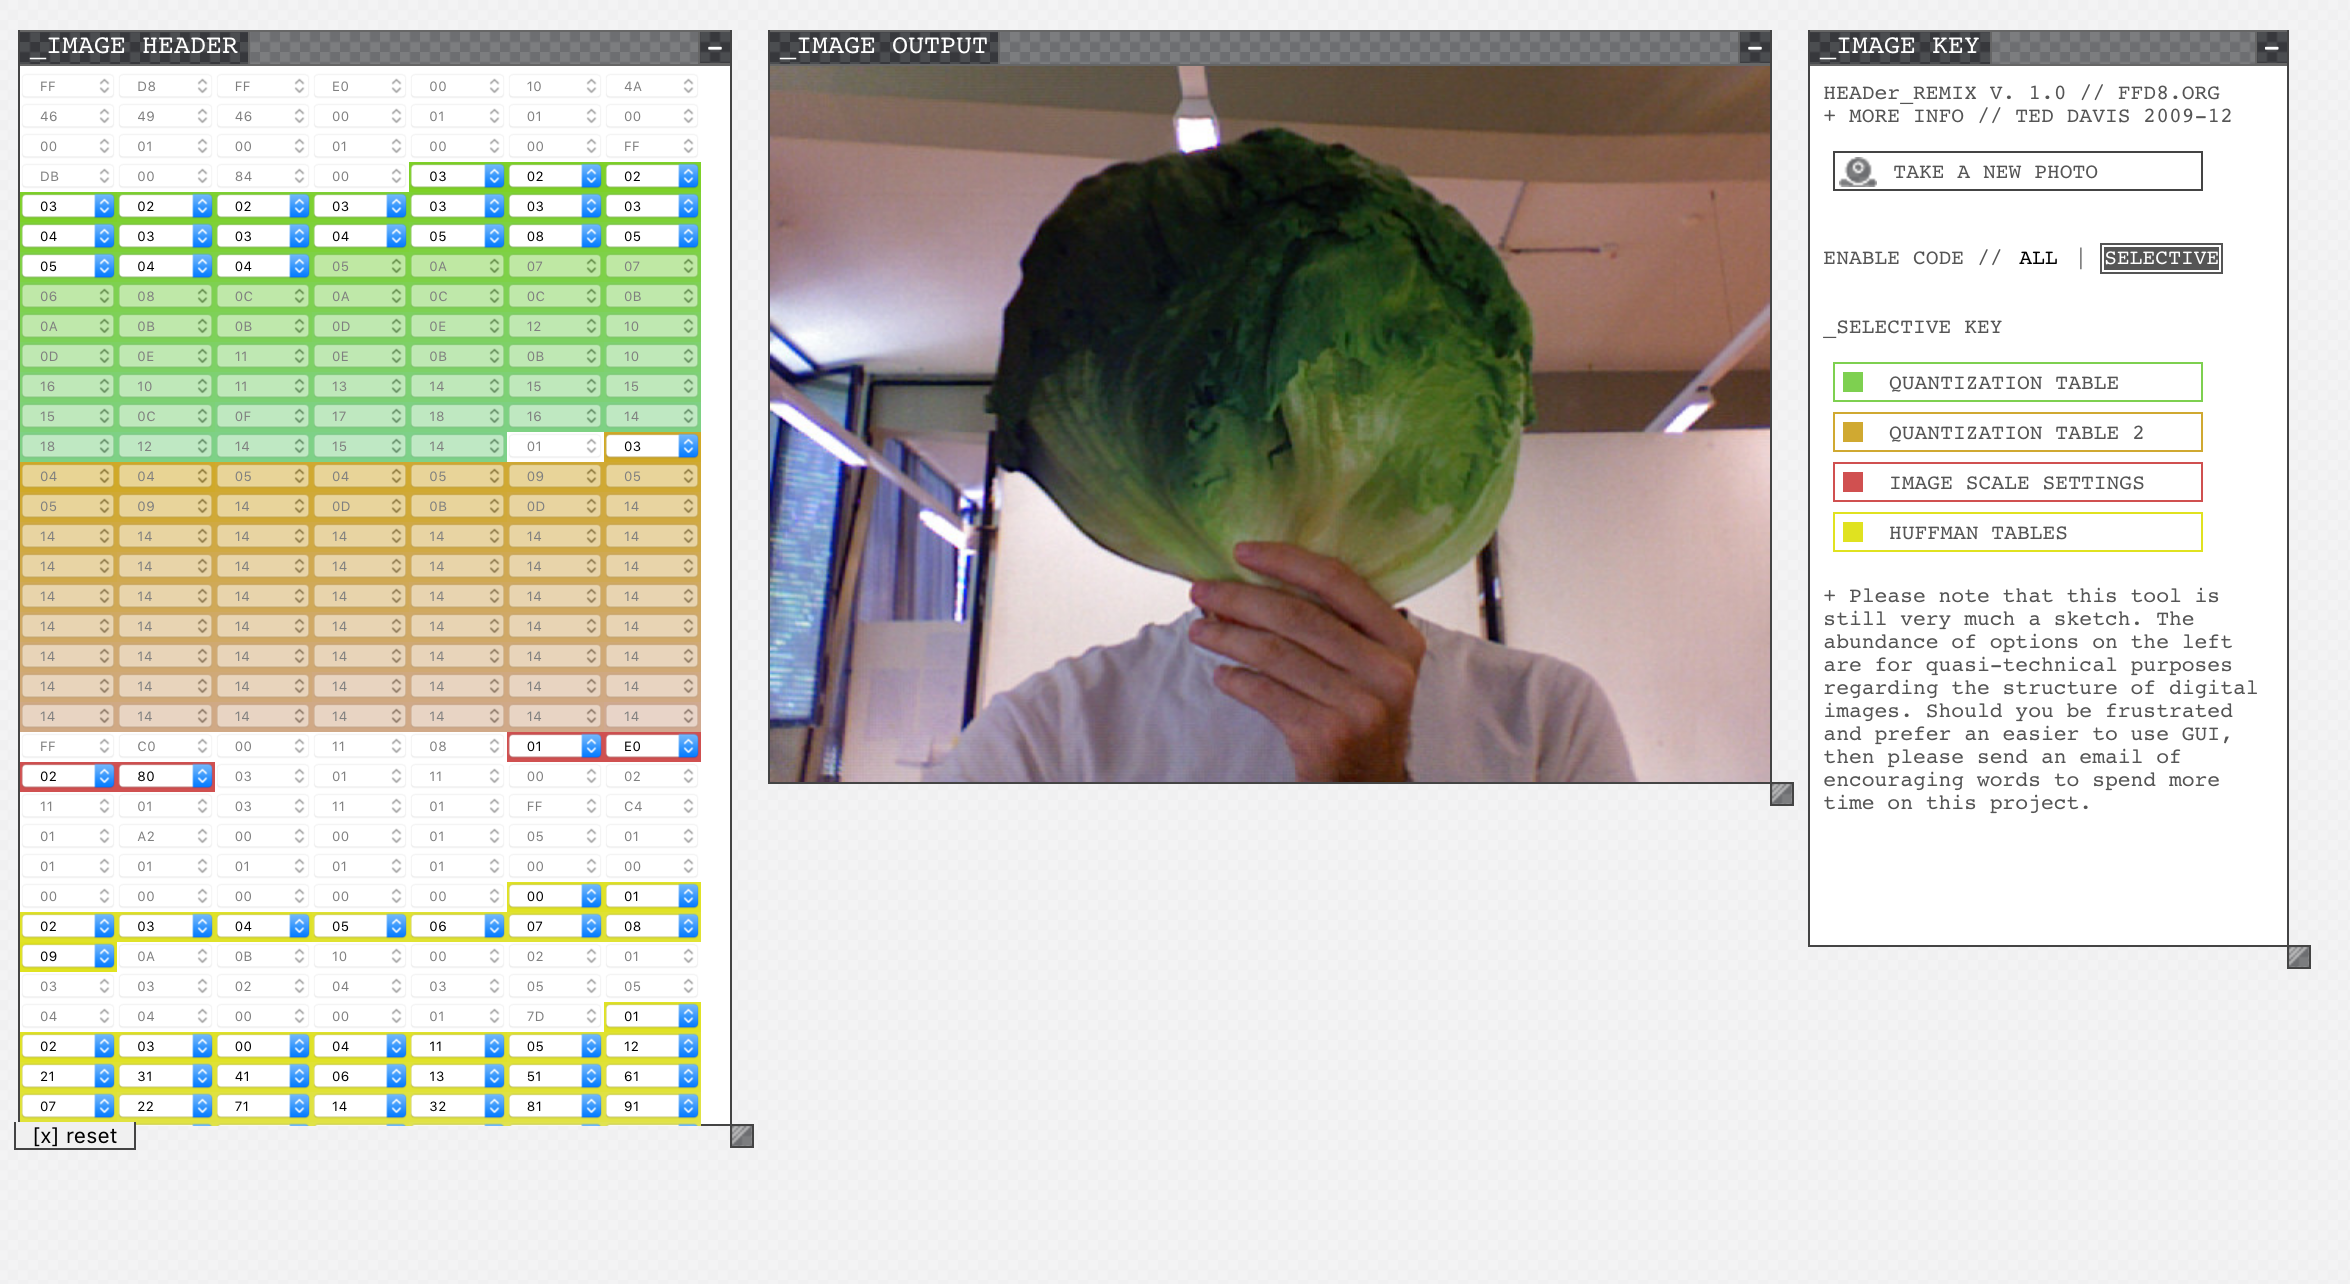 _IMAGE HEADER
FF D8 FF E0 00 10 4A
46 49 46 00 01 01 00
00 01 00 01 00 00 FF
DB 00 84 00 03 02 02
03 02 02 03 03 03 03
04 03 03 04 05 08 05
05 04 04 05 0A 07 07
06 08 0C 0A 0C 0C 0B
0A 0B 0B 0D 0E 12 10
0D 0E 11 0E 0B 0B 10
16 10 11 13 14 15 15
15 0C 0F 17 18 16 14
18 12 14 15 14 01 03
04 04 05 04 05 09 05
05 09 14 0D 0B 0D 14
14 14 14 14 14 14 14
14 14 14 14 14 14 14
14 14 14 14 14 14 14
14 14 14 14 14 14 14
14 14 14 14 14 14 14
14 14 14 14 14 14 14
14 14 14 14 14 14 14
FF C0 00 11 08 01 E0
02 80 03 01 11 00 02
11 01 03 11 01 FF C4
01 A2 00 00 01 05 01
01 01 01 01 01 00 00
00 00 00 00 00 00 01
02 03 04 05 06 07 08
09 0A 0B 10 00 02 01
03 03 02 04 03 05 05
04 04 00 00 01 7D 01
02 03 00 04 11 05 12
21 31 41 06 13 51 61
07 22 71 14 32 81 91
[x] reset
_IMAGE OUTPUT
_IMAGE KEY
HEADer_REMIX V. 1.0 // FFD8.ORG
+ MORE INFO // TED DAVIS 2009-12
TAKE A NEW PHOTO
ENABLE CODE // ALL | SELECTIVE
_SELECTIVE KEY
QUANTIZATION TABLE
QUANTIZATION TABLE 2
IMAGE SCALE SETTINGS
HUFFMAN TABLES
+ Please note that this tool is
still very much a sketch. The
abundance of options on the left
are for quasi-technical purposes
regarding the structure of digital
images. Should you be frustrated
and prefer an easier to use GUI,
then please send an email of
encouraging words to spend more
time on this project.